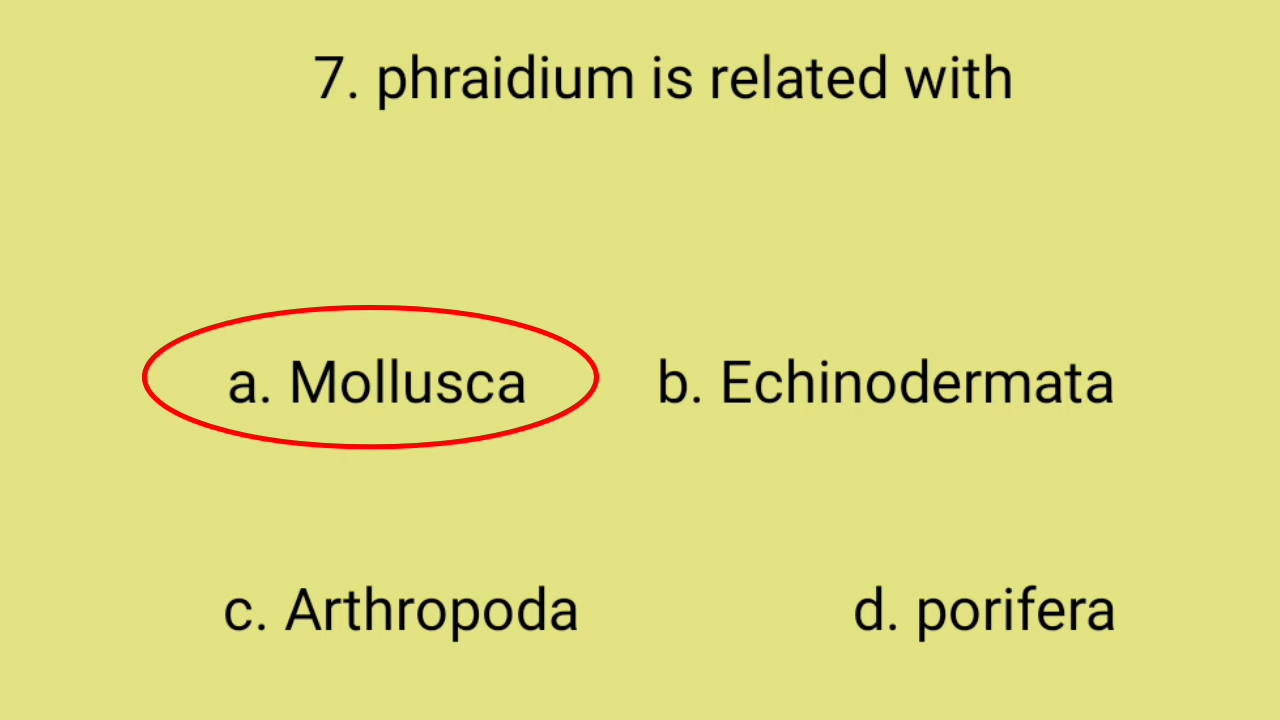 7. phraidium is related with
a. Mollusca b. Echinodermata
c. Arthropoda d. porifera